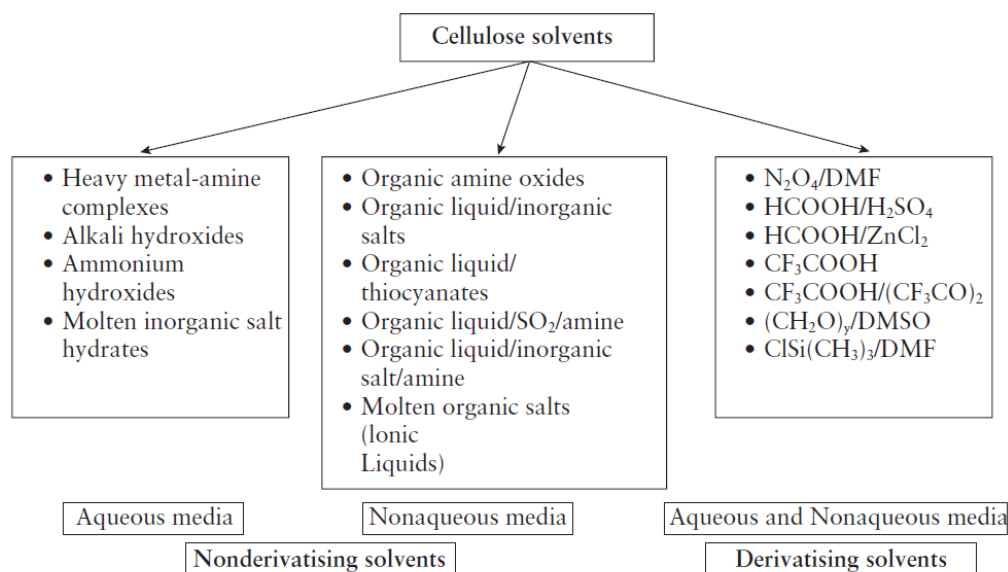 Cellulose solvents
• Heavy metal-amine
complexes
• Alkali hydroxides
• Ammonium
hydroxides
• Molten inorganic salt
hydrates
• Organic amine oxides
• Organic liquid/inorganic
salts
• Organic liquid/
thiocyanates
• Organic liquid/SO₂/amine
• Organic liquid/inorganic
salt/amine
• Molten organic salts
(Ionic
Liquids)
• N₂O₄/DMF
• HCOOH/H₂SO₄
• HCOOH/ZnCl₂
• CF₃COOH
• CF₃COOH/(CF₃CO)₂
• (CH₂O)ᵧ/DMSO
• ClSi(CH₃)₃/DMF
Aqueous media
Nonaqueous media
Aqueous and Nonaqueous media
Nonderivatising solvents
Derivatising solvents